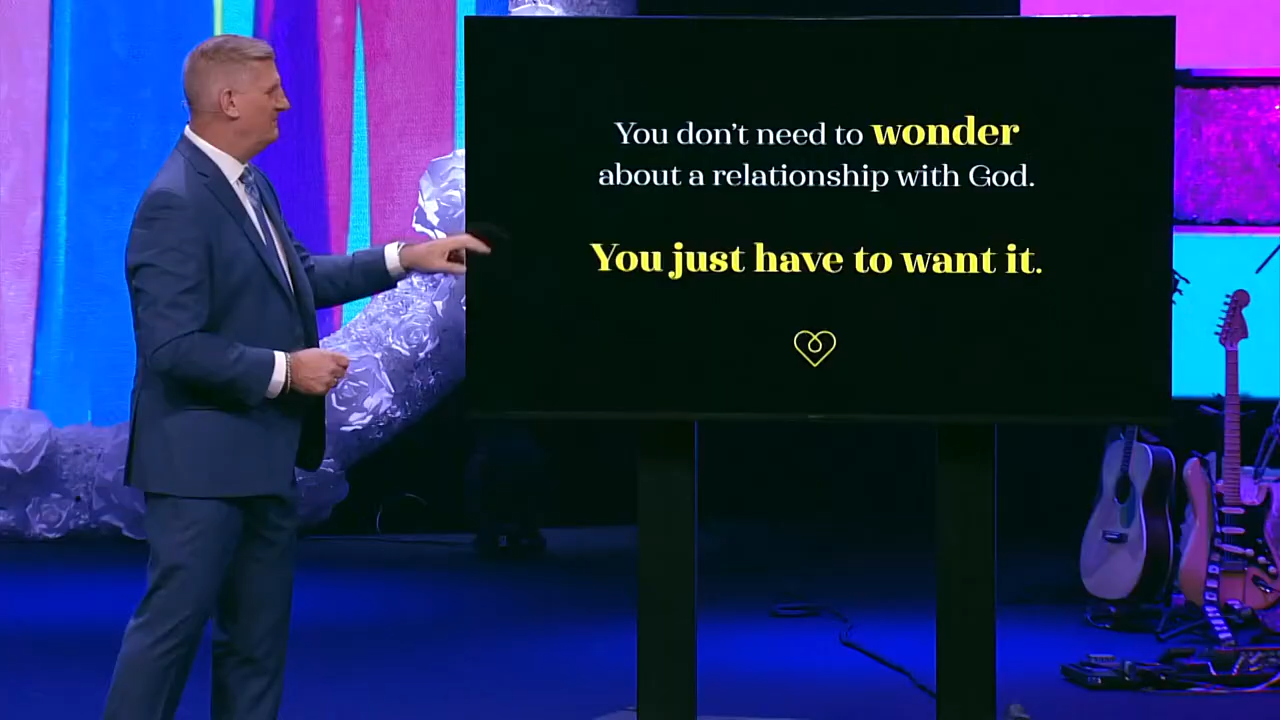 You don't need to wonder
about a relationship with God.
You just have to want it.